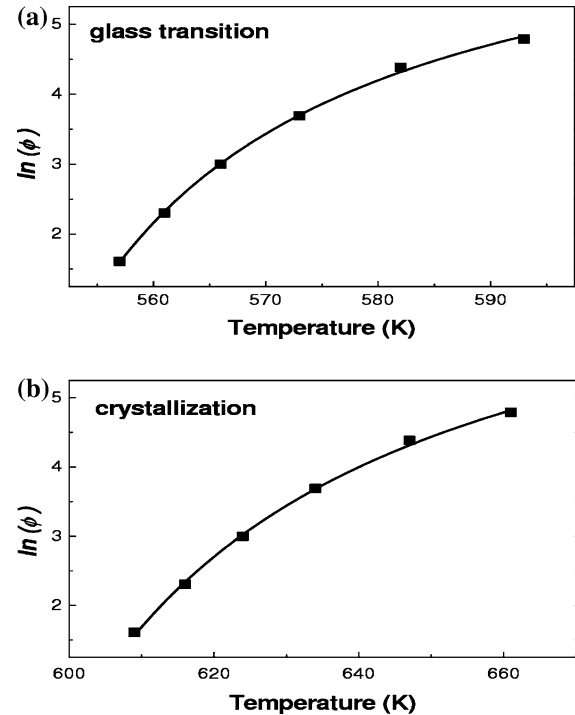 (a)
glass transition
5
4
3
2
ln (ϕ)
560 570 580 590
Temperature (K)
(b)
crystallization
5
4
3
2
ln (ϕ)
600 620 640 660
Temperature (K)